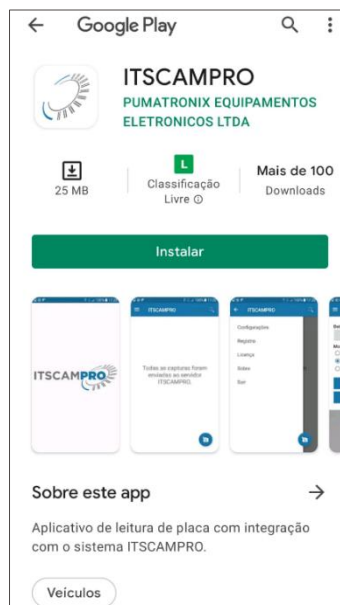 Google Play
ITSCAMPRO
PUMATRONIX EQUIPAMENTOS
ELETRONICOS LTDA
25 MB
L
Classificação
Livre
Mais de 100
Downloads
Instalar
ITSCAMPRO
ITSCAMPRO
Todas as capturas foram
enviadas ao servidor
ITSCAMPRO.
ITSCAMPRO
Configurações
Registro
Licença
Sobre
Sair
Sobre este app
Aplicativo de leitura de placa com integração
com o sistema ITSCAMPRO.
Veículos